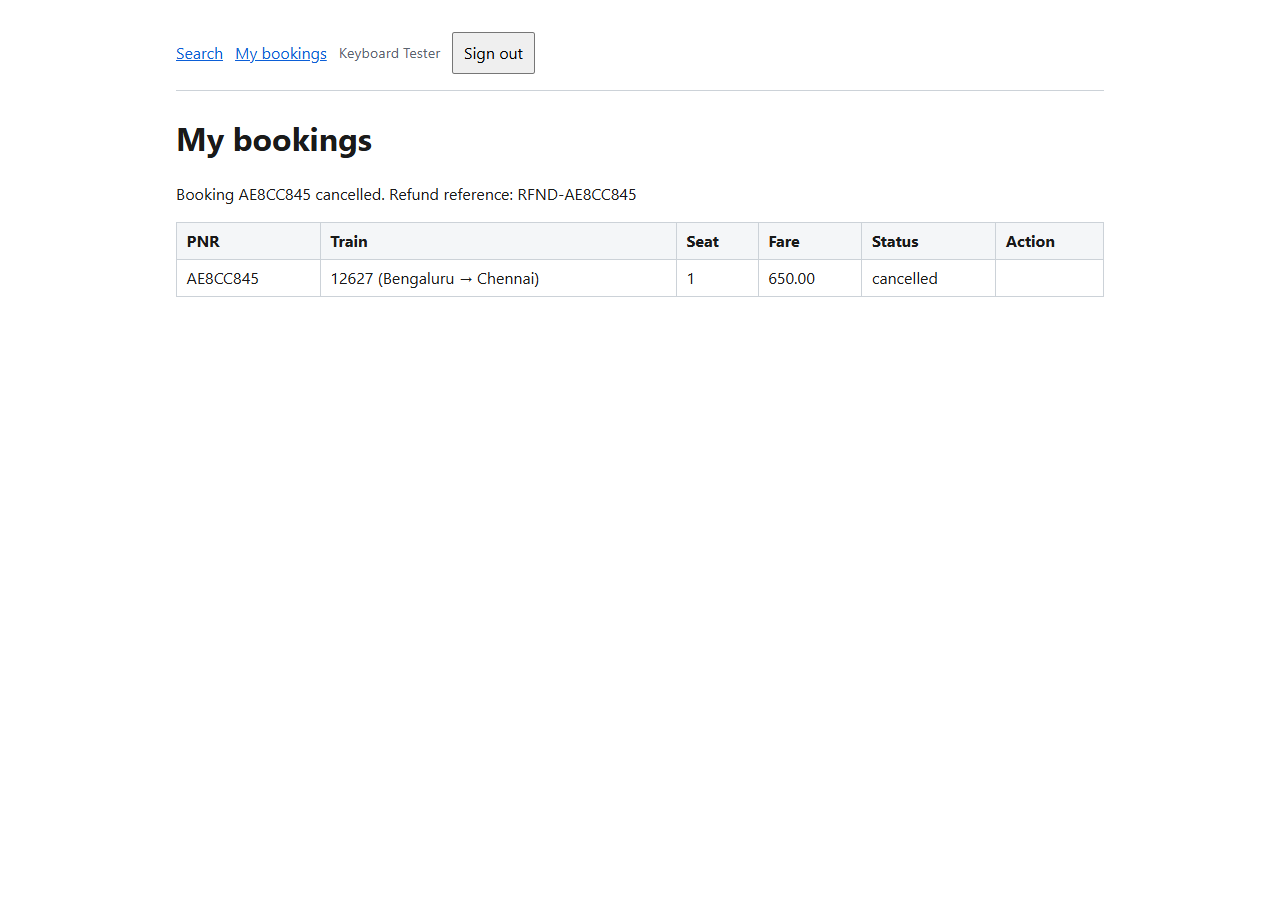 Search My bookings Keyboard Tester Sign out
My bookings
Booking AE8CC845 cancelled. Refund reference: RFND-AE8CC845
PNR Train Seat Fare Status Action
AE8CC845 12627 (Bengaluru → Chennai) 1 650.00 cancelled